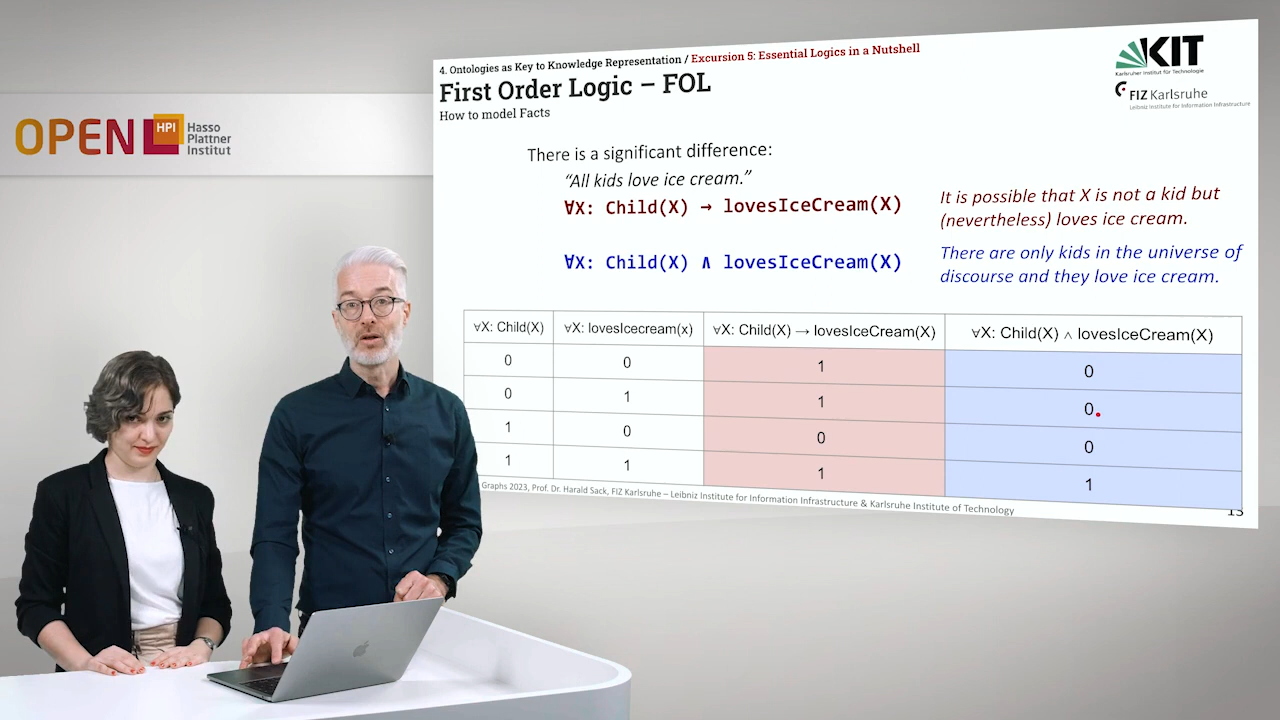 OPEN HPI Hasso
Plattner
Institut
4. Ontologies as Key to Knowledge Representation / Excursion 5: Essential Logics in a Nutshell
First Order Logic – FOL
How to model Facts
KIT
Karlsruher Institut für Technologie
FIZ Karlsruhe
Leibniz Institute for Information Infrastructure
There is a significant difference:
“All kids love ice cream.”
∀X: Child(X) → lovesIceCream(X)
It is possible that X is not a kid but
(nevertheless) loves ice cream.
∀X: Child(X) ∧ lovesIceCream(X)
There are only kids in the universe of
discourse and they love ice cream.
∀X: Child(X) ∀X: lovesIcecream(x) ∀X: Child(X) → lovesIceCream(X) ∀X: Child(X) ∧ lovesIceCream(X)
0 0 1 0
0 1 1 0
1 0 0 0
1 1 1 1
Graphs 2023, Prof. Dr. Harald Sack, FIZ Karlsruhe – Leibniz Institute for Information Infrastructure & Karlsruhe Institute of Technology